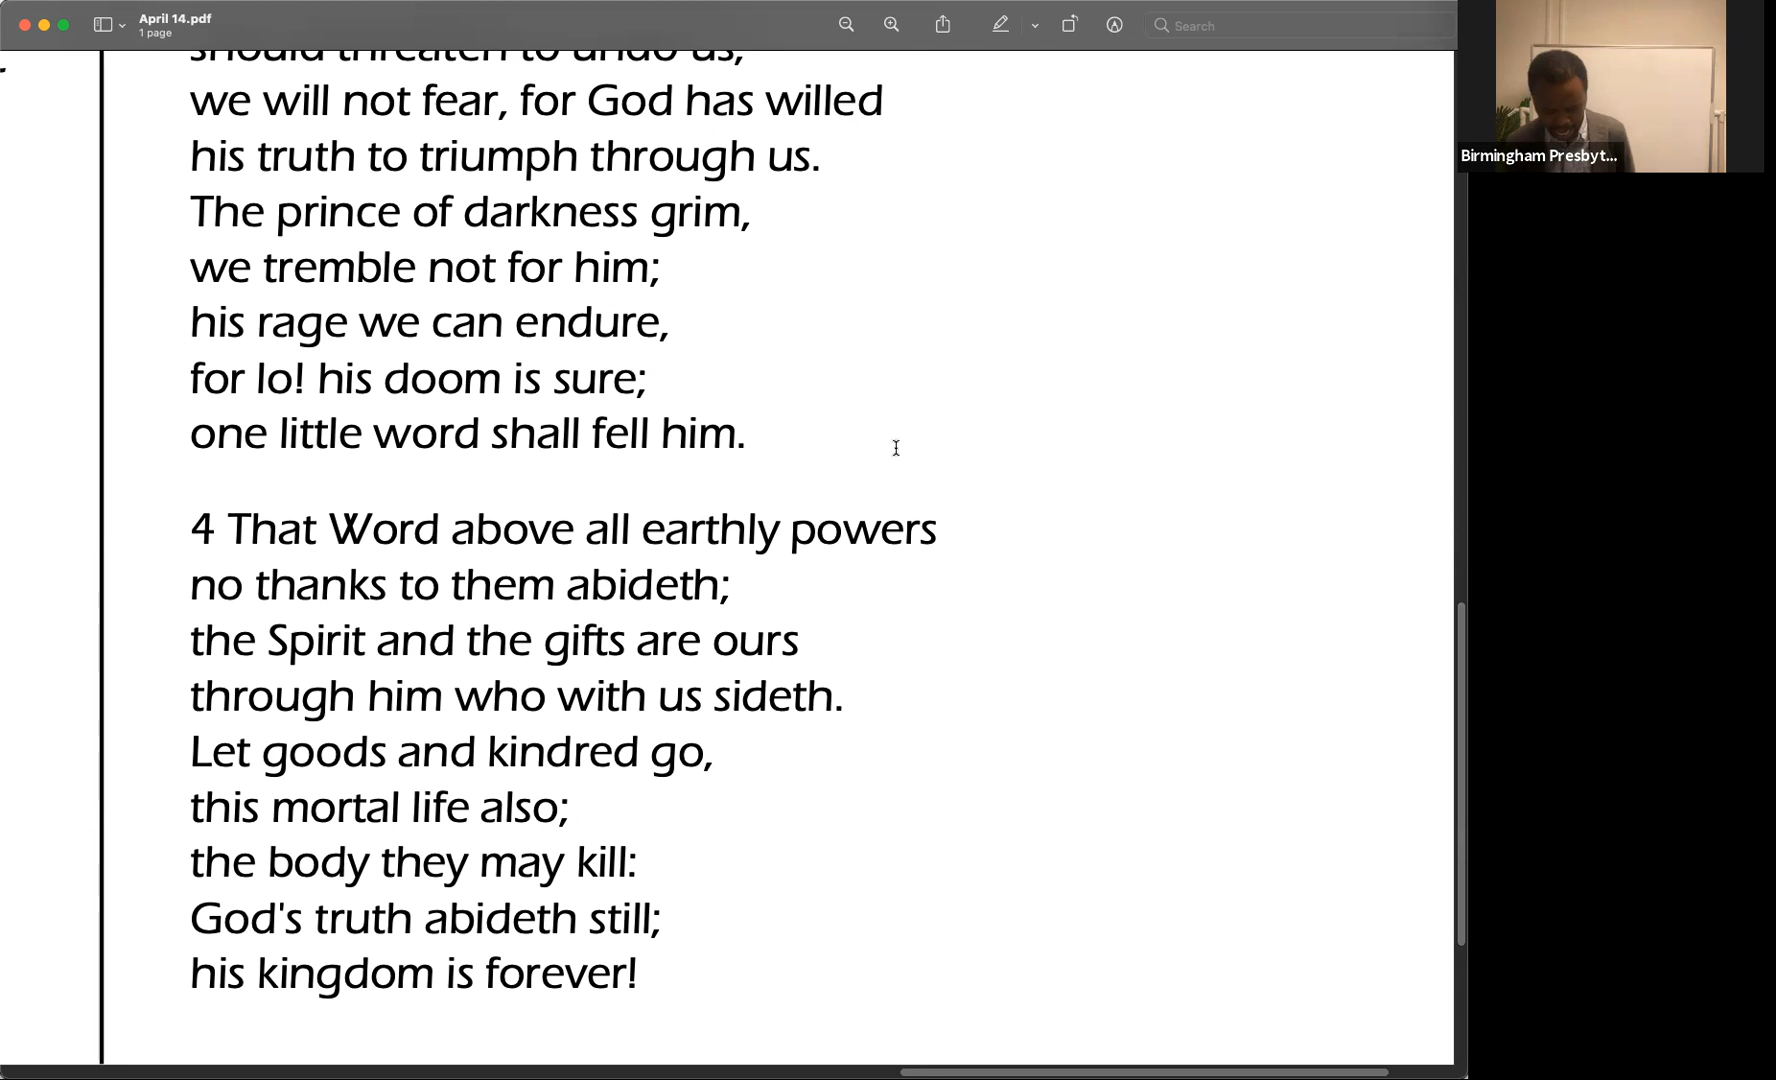 April 14.pdf
1 page
Search
should threaten to undo us,
we will not fear, for God has willed
his truth to triumph through us.
The prince of darkness grim,
we tremble not for him;
his rage we can endure,
for lo! his doom is sure;
one little word shall fell him.
4 That Word above all earthly powers
no thanks to them abideth;
the Spirit and the gifts are ours
through him who with us sideth.
Let goods and kindred go,
this mortal life also;
the body they may kill:
God's truth abideth still;
his kingdom is forever!
Birmingham Presbyt...